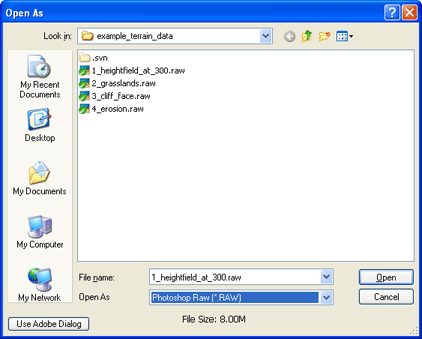 Open As
Look in: example_terrain_data
.svn
1_heightfield_at_300.raw
2_grasslands.raw
3_cliff_face.raw
4_erosion.raw
My Recent
Documents
Desktop
My Documents
My Computer
My Network
File name: 1_heightfield_at_300.raw Open
Open As Photoshop Raw (*.RAW) Cancel
Use Adobe Dialog File Size: 8.00M